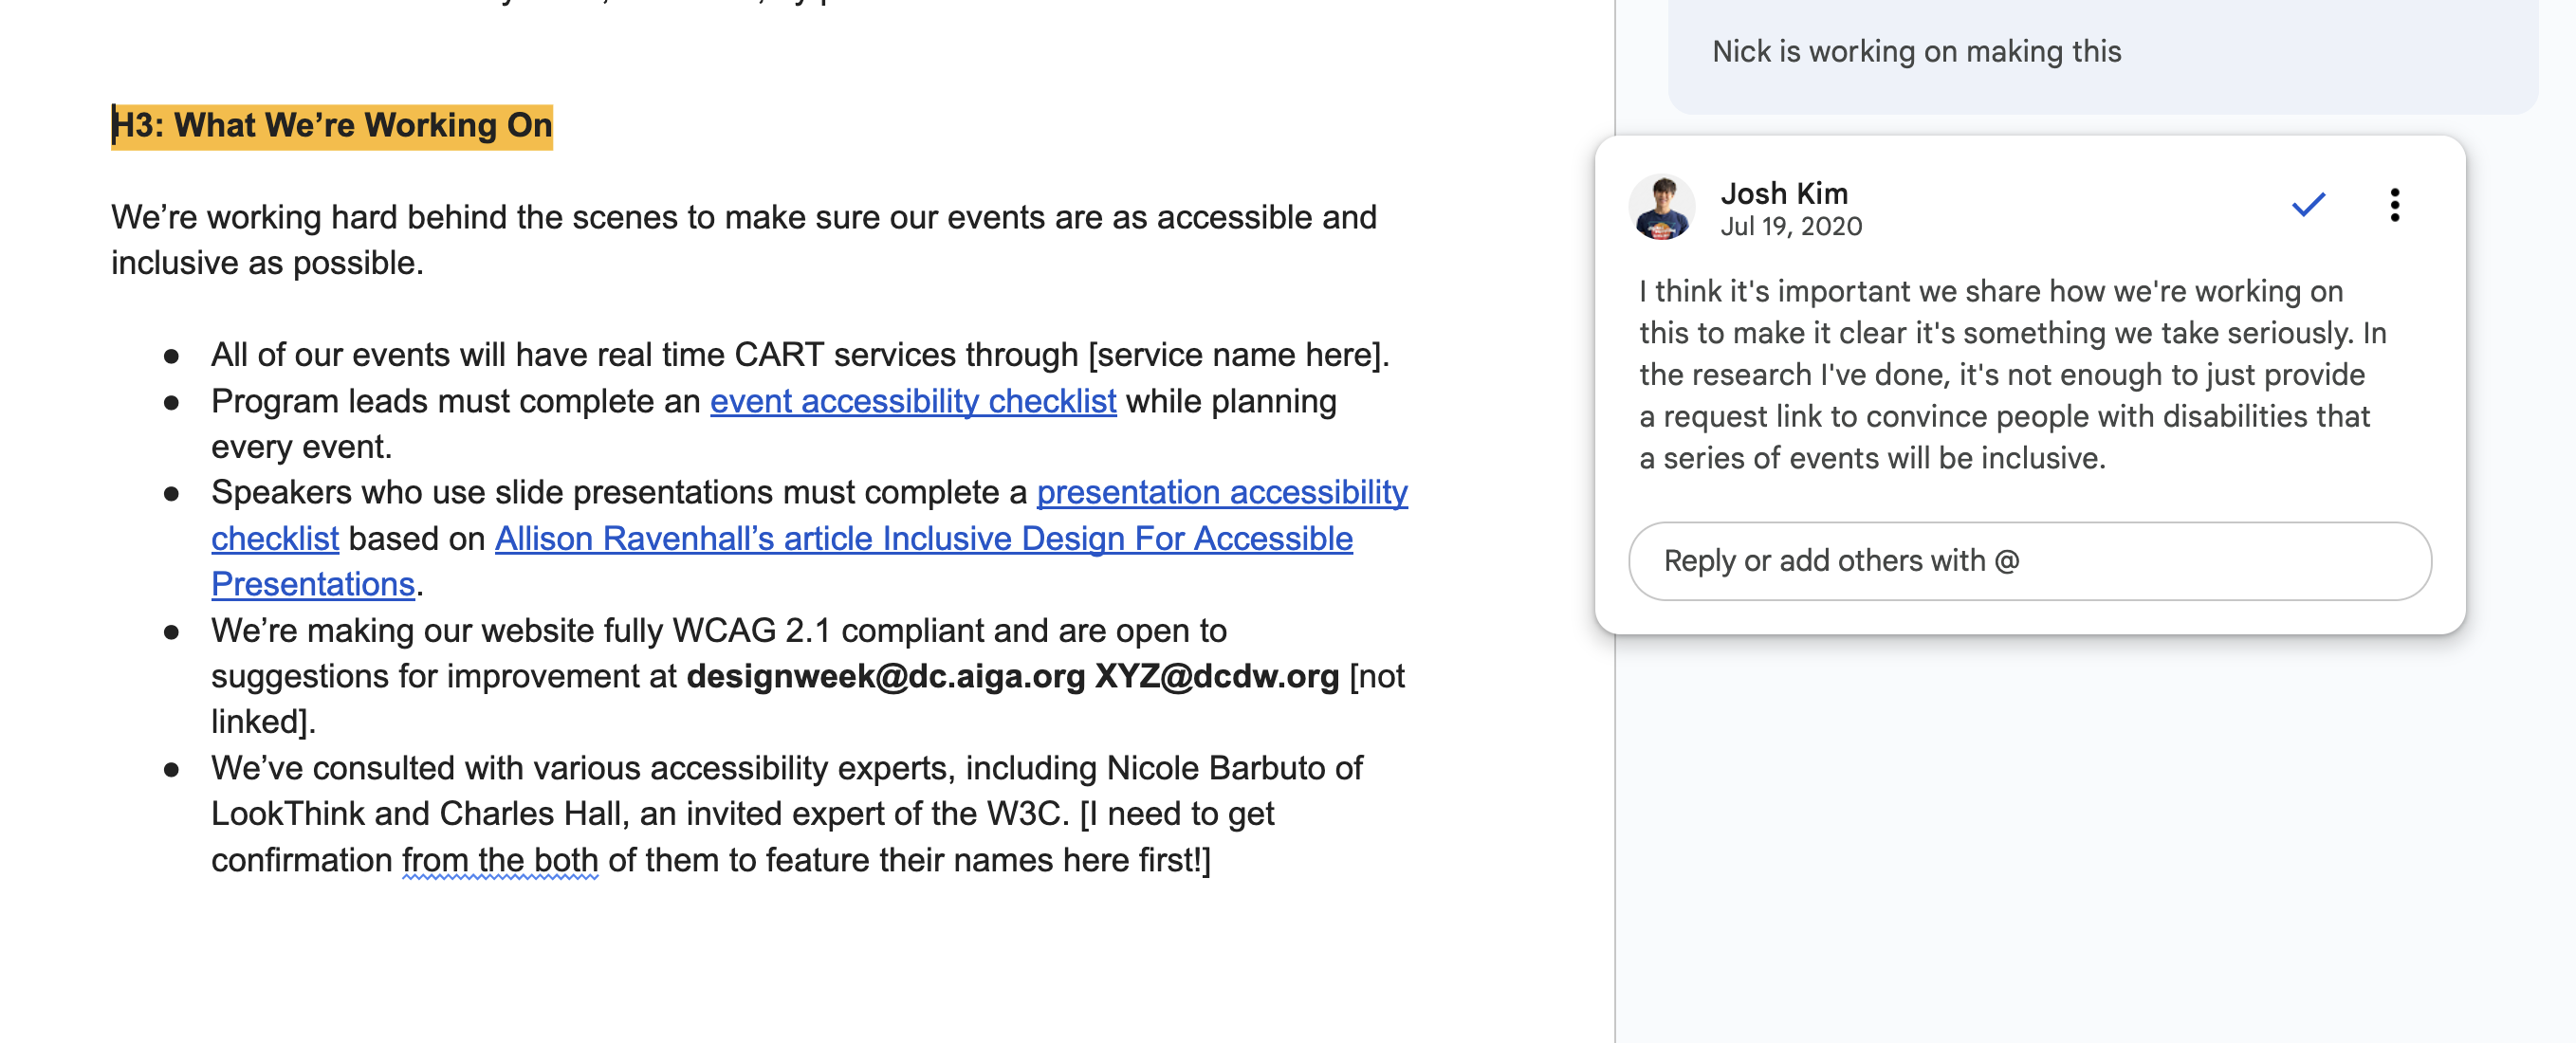 H3: What We’re Working On
We’re working hard behind the scenes to make sure our events are as accessible and
inclusive as possible.
● All of our events will have real time CART services through [service name here].
● Program leads must complete an event accessibility checklist while planning
every event.
● Speakers who use slide presentations must complete a presentation accessibility
checklist based on Allison Ravenhall’s article Inclusive Design For Accessible
Presentations.
● We’re making our website fully WCAG 2.1 compliant and are open to
suggestions for improvement at designweek@dc.aiga.org XYZ@dcdw.org [not
linked].
● We’ve consulted with various accessibility experts, including Nicole Barbuto of
LookThink and Charles Hall, an invited expert of the W3C. [I need to get
confirmation from the both of them to feature their names here first!]
Nick is working on making this
Josh Kim
Jul 19, 2020
I think it's important we share how we're working on
this to make it clear it's something we take seriously. In
the research I've done, it's not enough to just provide
a request link to convince people with disabilities that
a series of events will be inclusive.
Reply or add others with @